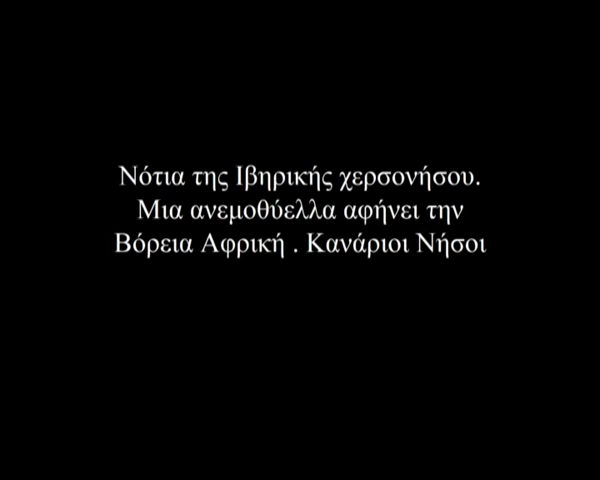 Νότια της Ιβηρικής χερσονήσου.
Μια ανεμοθύελλα αφήνει την
Βόρεια Αφρική . Κανάριοι Νήσοι